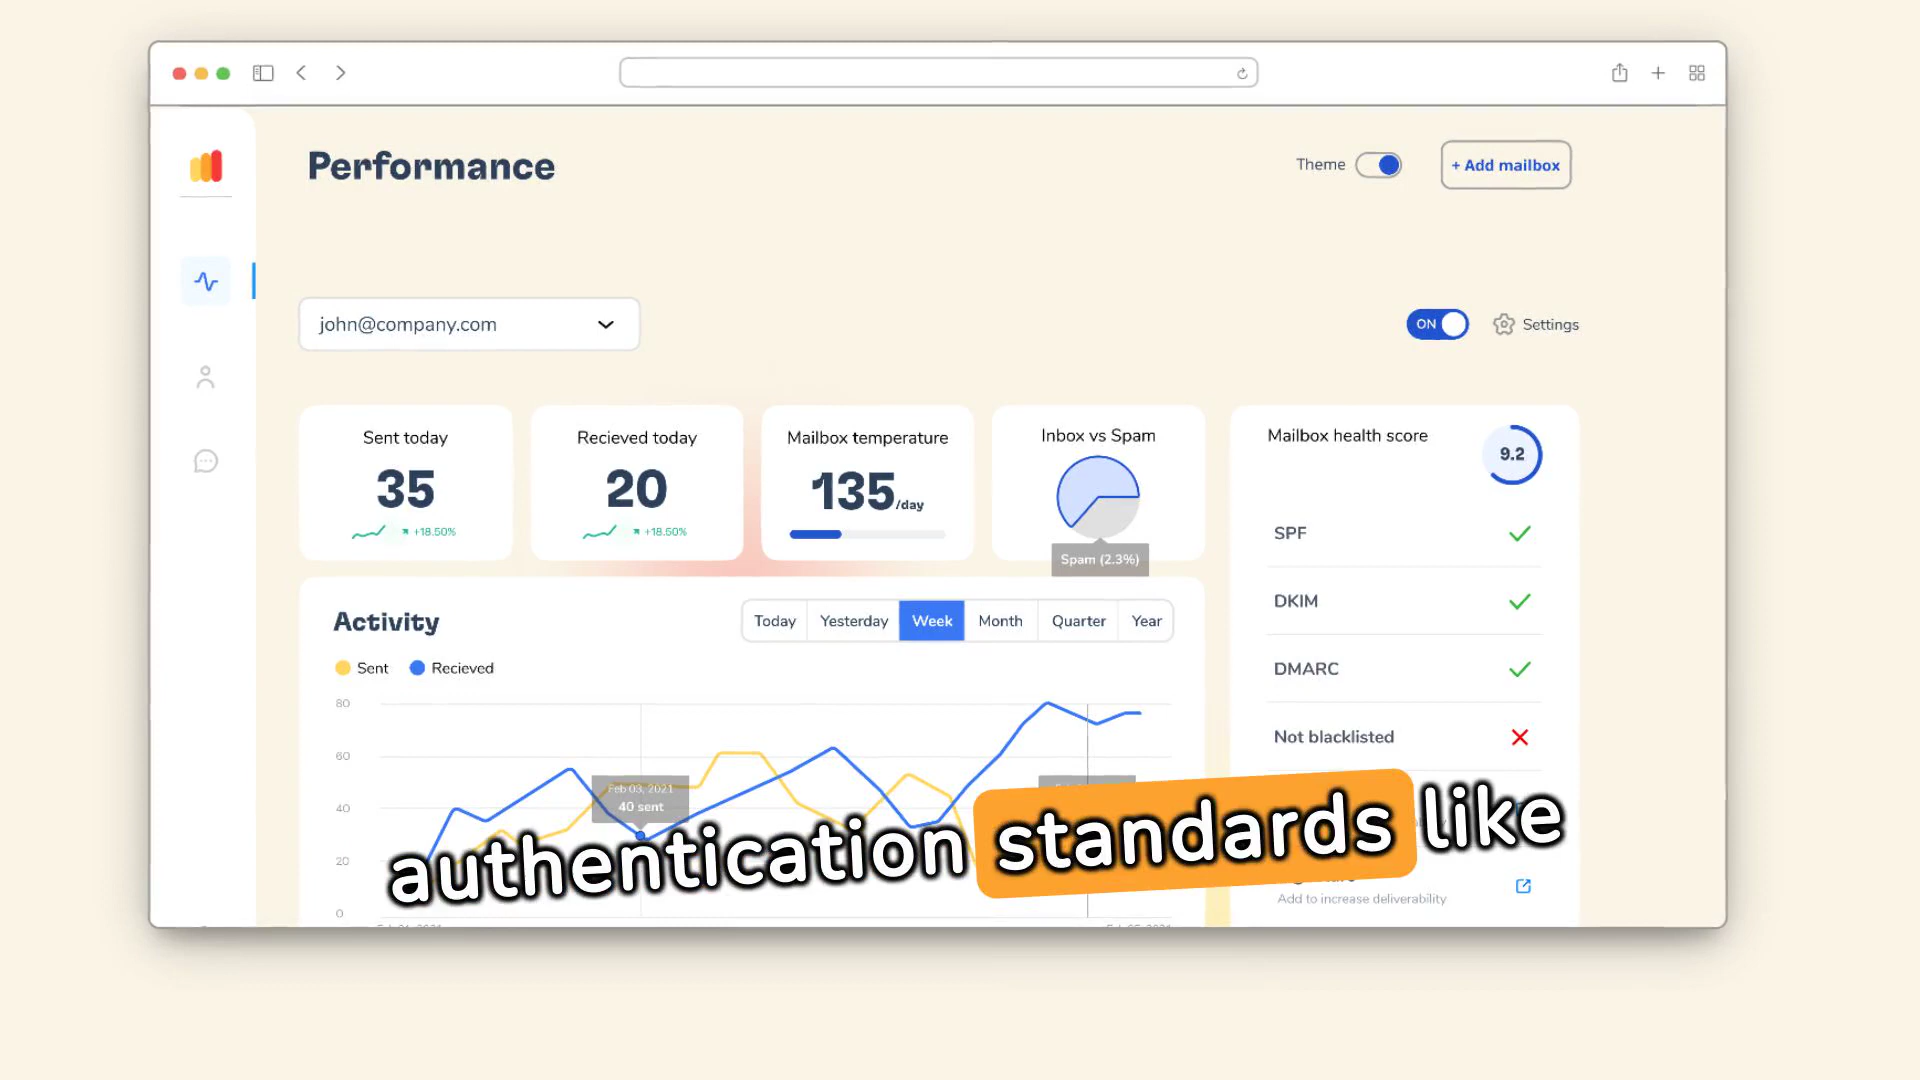 Performance
Theme
+ Add mailbox
john@company.com
ON
Settings
Sent today
35
+18.50%
Recieved today
20
+18.50%
Mailbox temperature
135/day
Inbox vs Spam
Spam (2.3%)
Mailbox health score
9.2
SPF
DKIM
DMARC
Not blacklisted
Add to increase deliverability
Activity
Today Yesterday Week Month Quarter Year
Sent Recieved
80
60
40
20
0
Feb 03, 2021
40 sent
authentication standards like